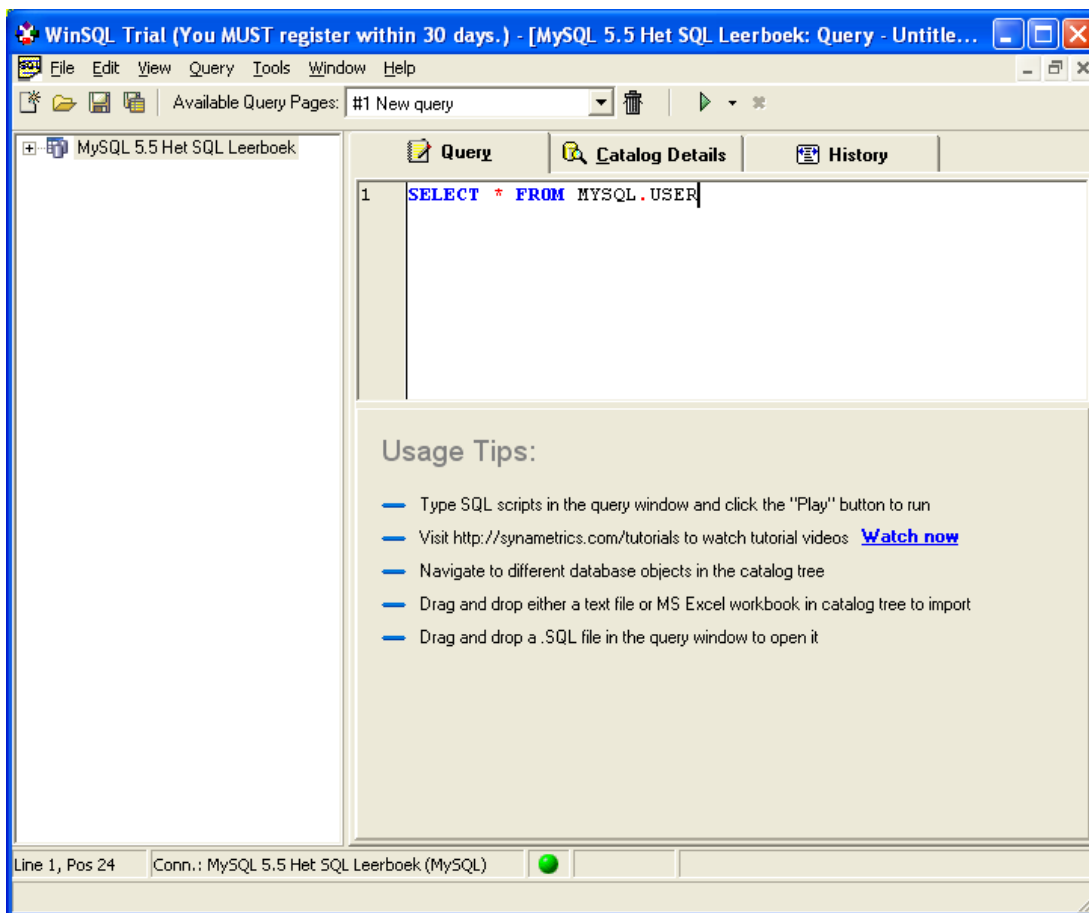 WinSQL Trial (You MUST register within 30 days.) - [MySQL 5.5 Het SQL Leerboek: Query - Untitle...
File Edit View Query Tools Window Help
Available Query Pages: #1 New query
MySQL 5.5 Het SQL Leerboek
Query Catalog Details History
1 SELECT * FROM MYSQL.USER
Usage Tips:
Type SQL scripts in the query window and click the "Play" button to run
Visit http://synametrics.com/tutorials to watch tutorial videos Watch now
Navigate to different database objects in the catalog tree
Drag and drop either a text file or MS Excel workbook in catalog tree to import
Drag and drop a .SQL file in the query window to open it
Line 1, Pos 24 Conn.: MySQL 5.5 Het SQL Leerboek (MySQL)